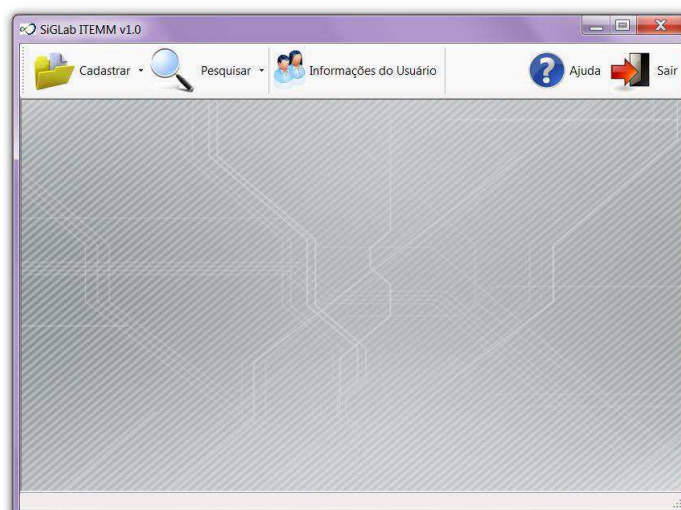 SiGLab ITEMM v1.0
Cadastrar Pesquisar Informações do Usuário Ajuda Sair